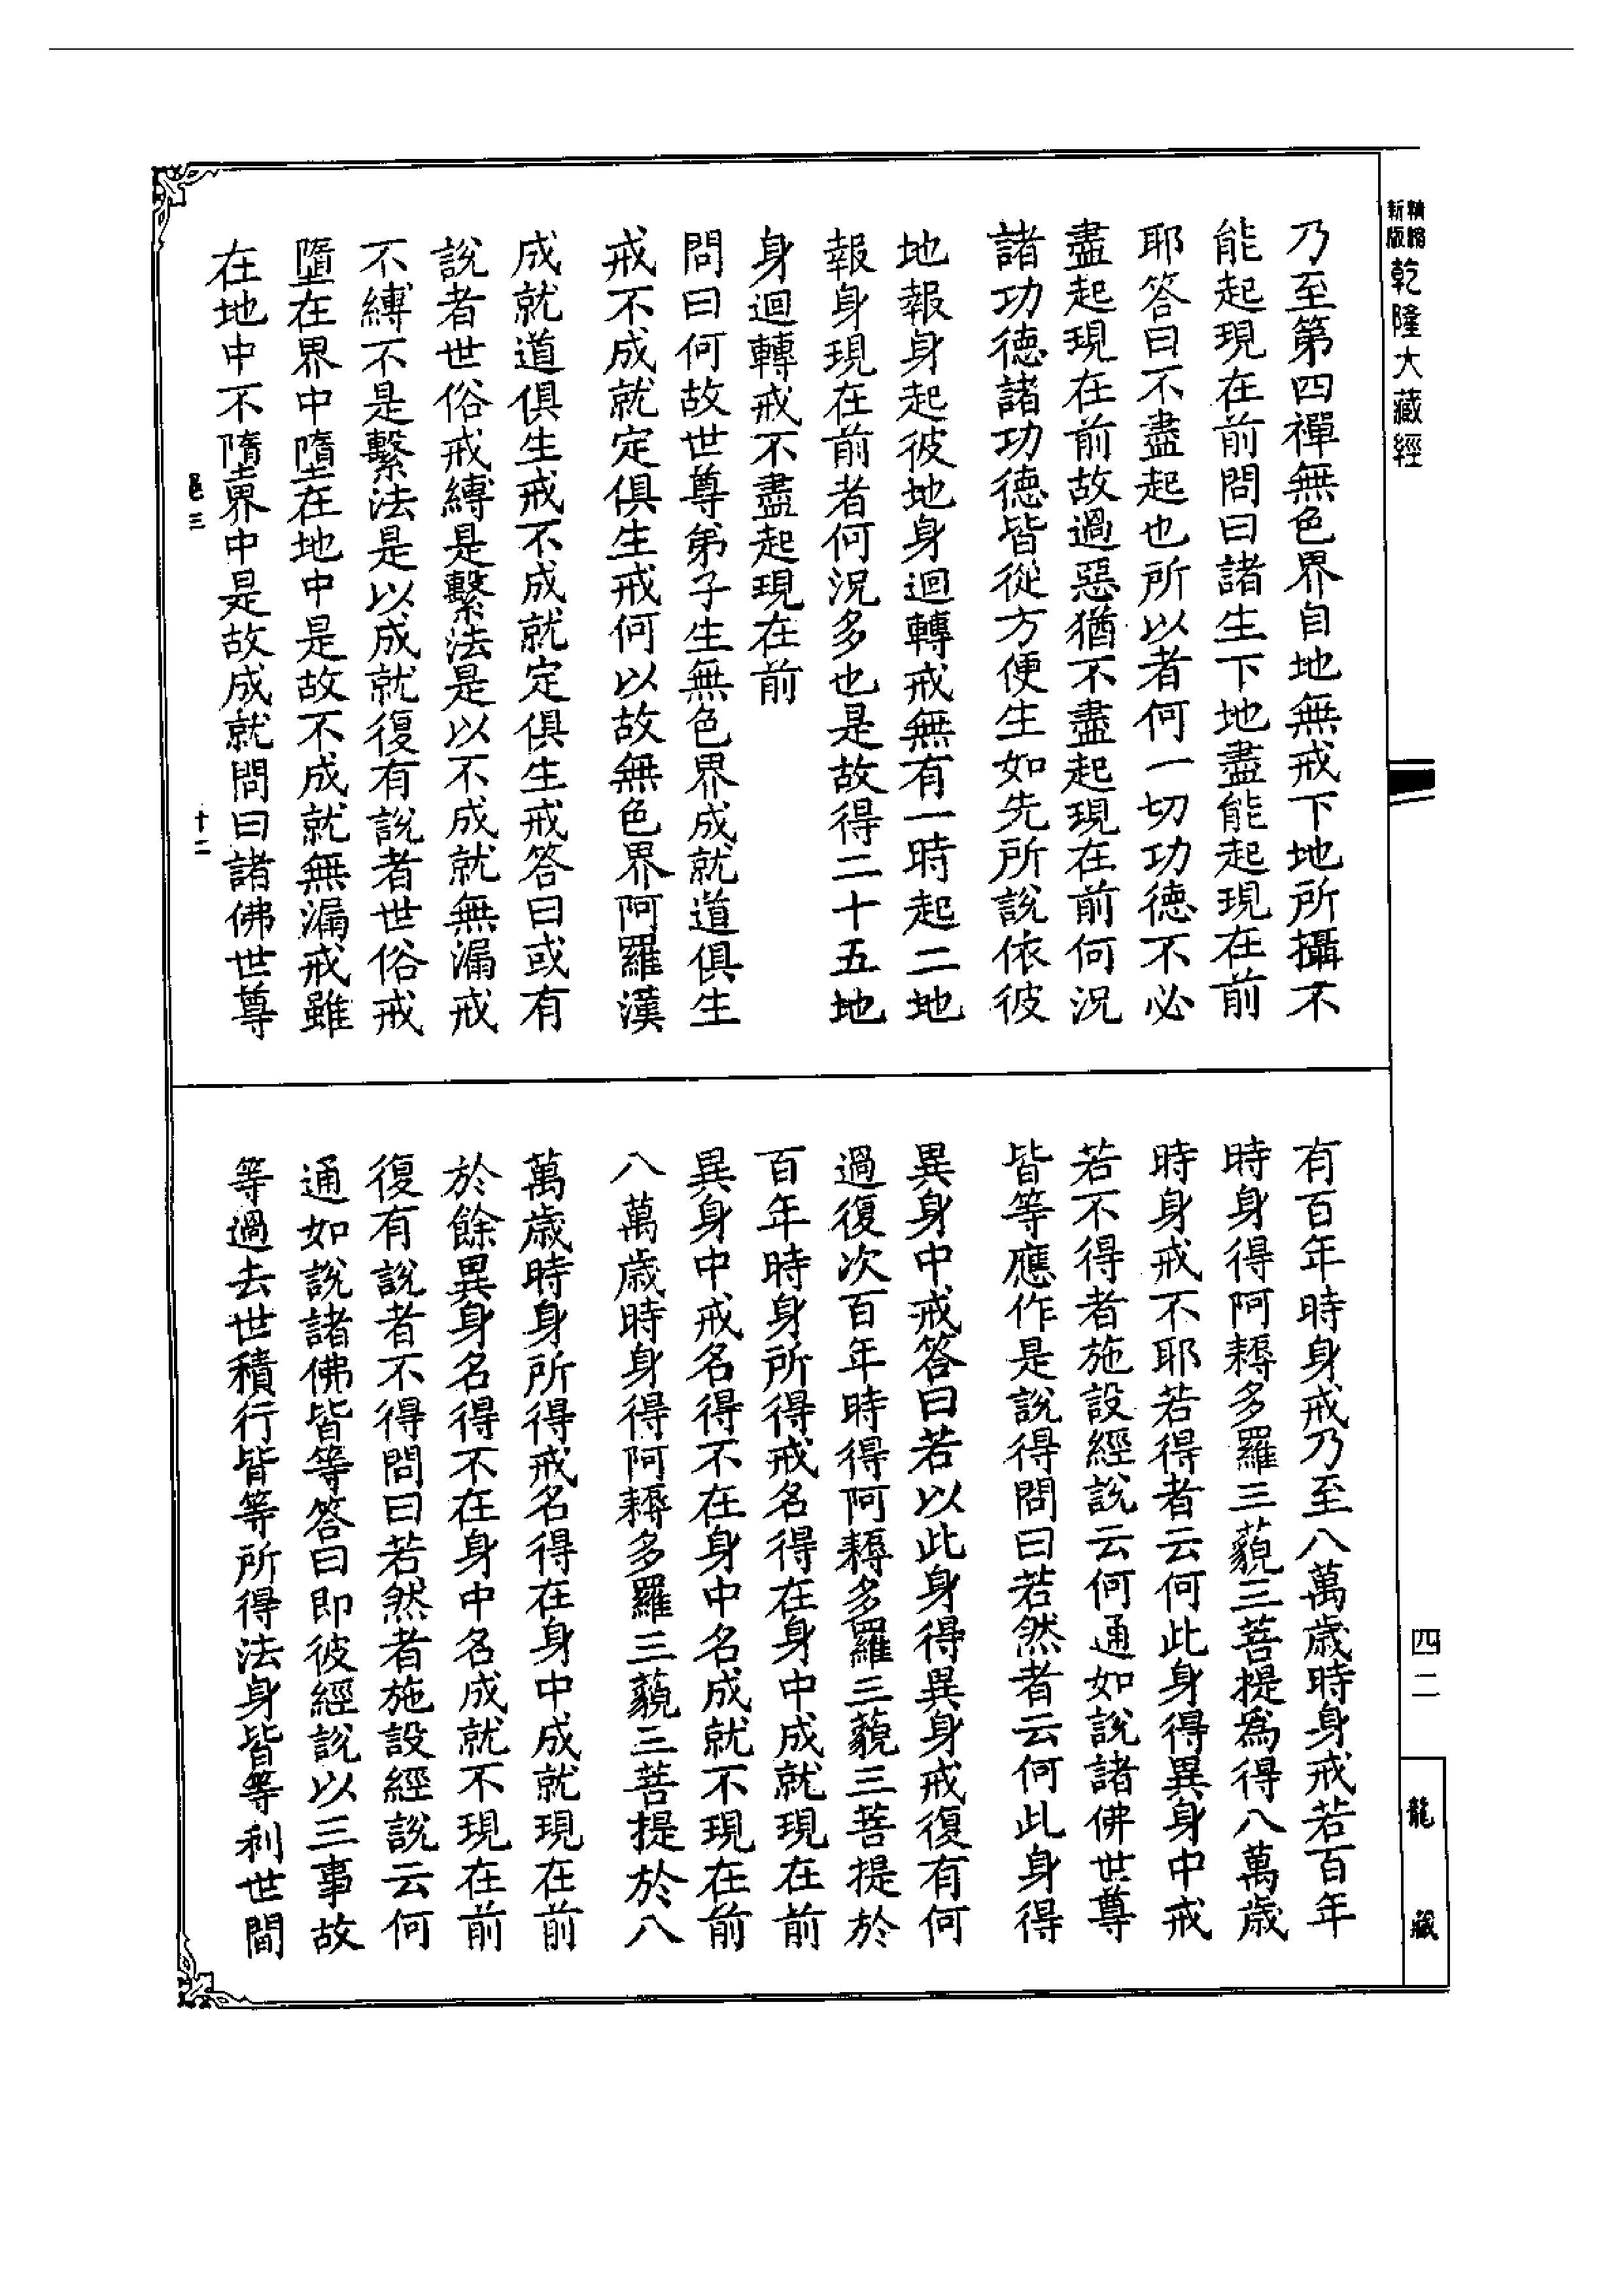 精縮新版乾隆大藏經
乃至第四禪無色界自地無戒下地所攝不
能起現在前問曰諸生下地盡能起現在前
耶答曰不盡起也所以者何一切功德不必
盡起現在前故過惡猶不盡起現在前何況
諸功德諸功德皆從方便生如先所說依彼
地報身起彼地身迴轉戒無有一時起二地
報身現在前者何況多也是故得二十五地
身迴轉戒不盡起現在前
問曰何故世尊弟子生無色界成就道俱生
戒不成就定俱生戒何以故無色界阿羅漢
成就道俱生戒不成就定俱生戒答曰或有
說者世俗戒縛是繫法是以不成就無漏戒
不縛不是繫法是以成就復有說者世俗戒
墮在界中墮在地中是故不成就無漏戒雖
在地中不墮界中是故成就問曰諸佛世尊
三
十二
有百年時身戒乃至八萬歲時身戒若百年
時身得阿耨多羅三藐三菩提為得八萬歲
時身戒不耶若得者云何此身得異身中戒
若不得者施設經說云何通如說諸佛世尊
皆等應作是說得問曰若然者云何此身得
異身中戒答曰若以此身得異身戒復有何
過復次百年時得阿耨多羅三藐三菩提於
百年時身所得戒名得在身中成就現在前
異身中戒名得不在身中名成就不現在前
八萬歲時身得阿耨多羅三藐三菩提於八
萬歲時身所得戒名得在身中成就現在前
於餘異身名得不在身中名成就不現在前
復有說者不得問曰若然者施設經說云何
通如說諸佛皆等答曰即彼經說以三事故
等過去世積行皆等所得法身皆等利世間
四二
龍藏